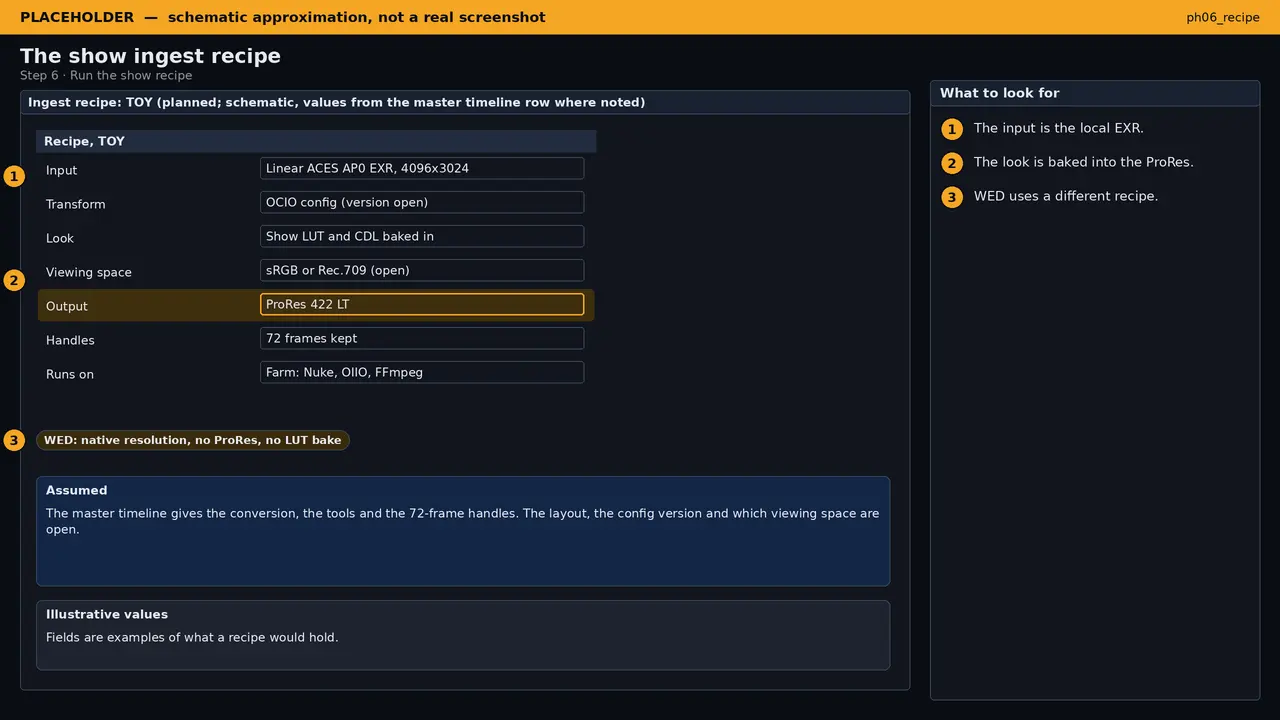 PLACEHOLDER — schematic approximation, not a real screenshot
ph06_recipe
The show ingest recipe
Step 6 · Run the show recipe
Ingest recipe: TOY (planned; schematic, values from the master timeline row where noted)
Recipe, TOY
1
Input
Linear ACES AP0 EXR, 4096x3024
Transform
OCIO config (version open)
Look
Show LUT and CDL baked in
2
Viewing space
sRGB or Rec.709 (open)
Output
ProRes 422 LT
Handles
72 frames kept
Runs on
Farm: Nuke, OIIO, FFmpeg
3
WED: native resolution, no ProRes, no LUT bake
Assumed
The master timeline gives the conversion, the tools and the 72-frame handles. The layout, the config version and which viewing space are
open.
Illustrative values
Fields are examples of what a recipe would hold.
What to look for
1 The input is the local EXR.
2 The look is baked into the ProRes.
3 WED uses a different recipe.